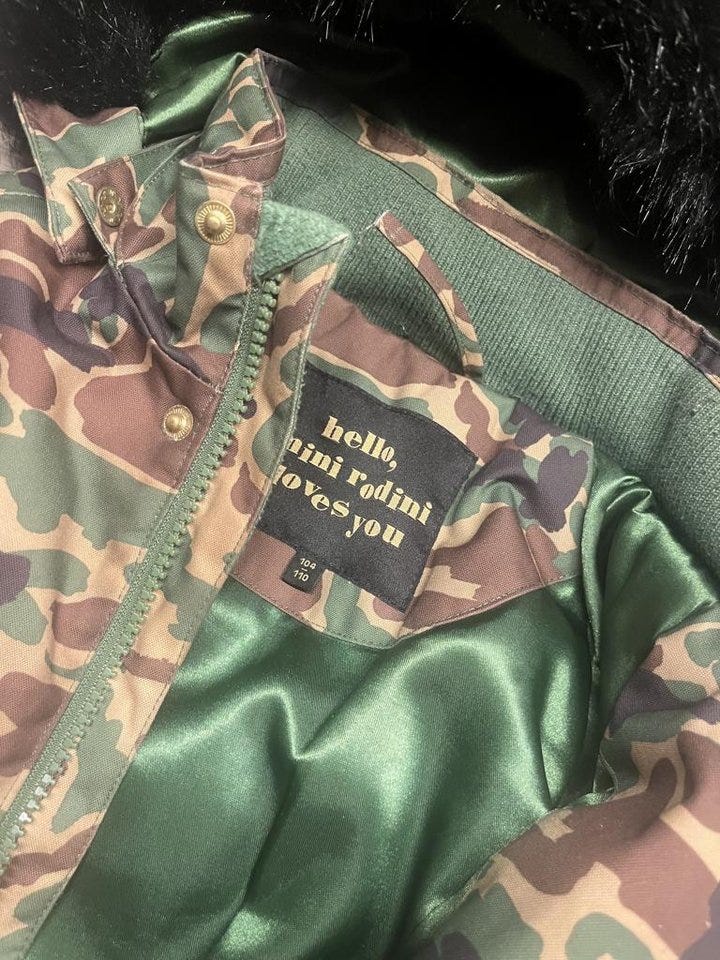 hello,
mini rodini
loves you
104
110